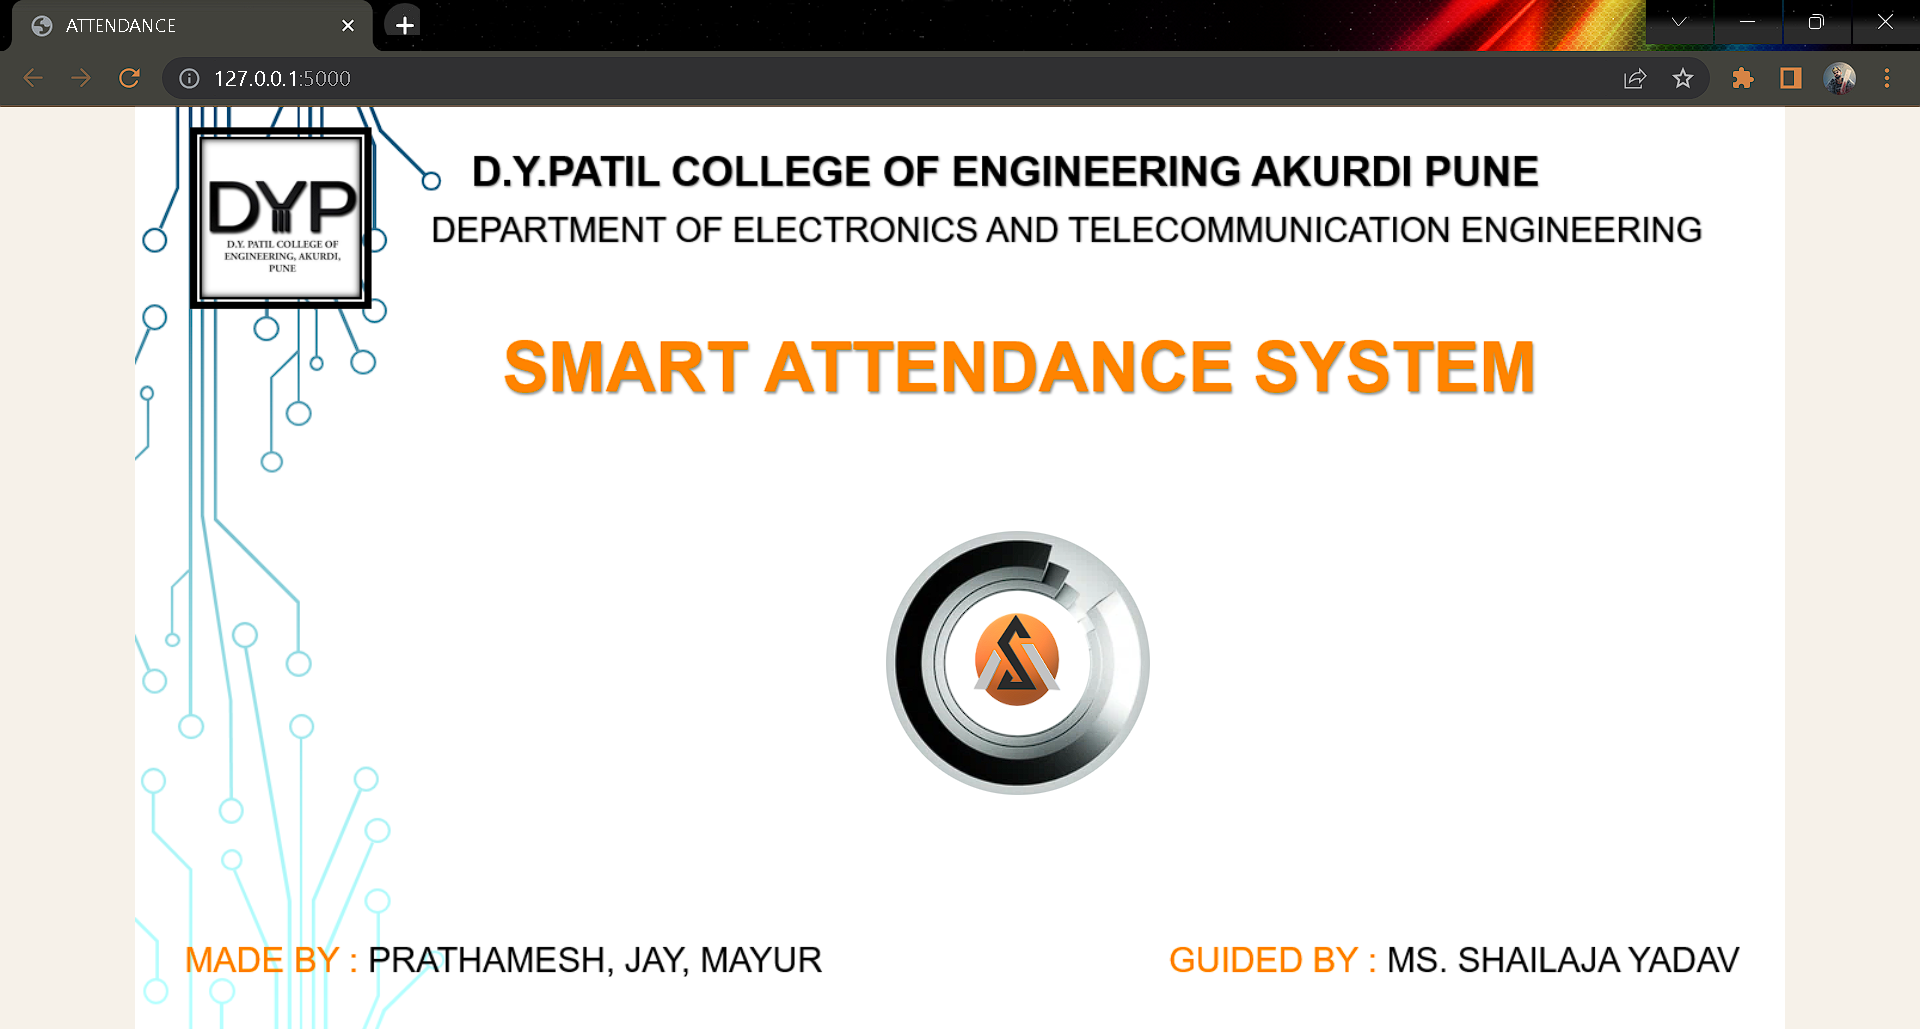 ATTENDANCE
127.0.0.1:5000
DYP
D.Y. PATIL COLLEGE OF
ENGINEERING, AKURDI,
PUNE
D.Y.PATIL COLLEGE OF ENGINEERING AKURDI PUNE
DEPARTMENT OF ELECTRONICS AND TELECOMMUNICATION ENGINEERING
SMART ATTENDANCE SYSTEM
MADE BY : PRATHAMESH, JAY, MAYUR
GUIDED BY : MS. SHAILAJA YADAV